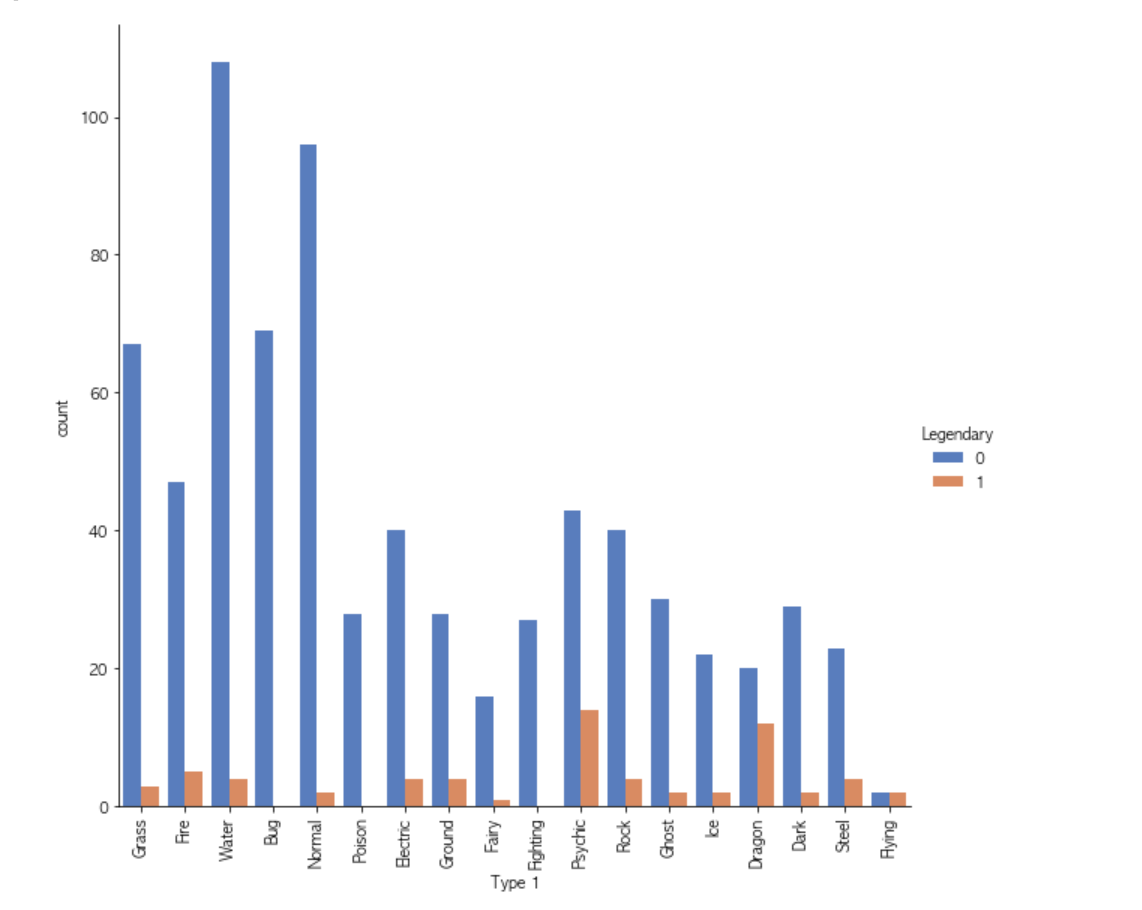 100
80
60
40
20
0
count
Grass
Fire
Water
Bug
Normal
Poison
Electric
Ground
Fairy
Fighting
Psychic
Rock
Ghost
Ice
Dragon
Dark
Steel
Flying
Type 1
Legendary
0
1